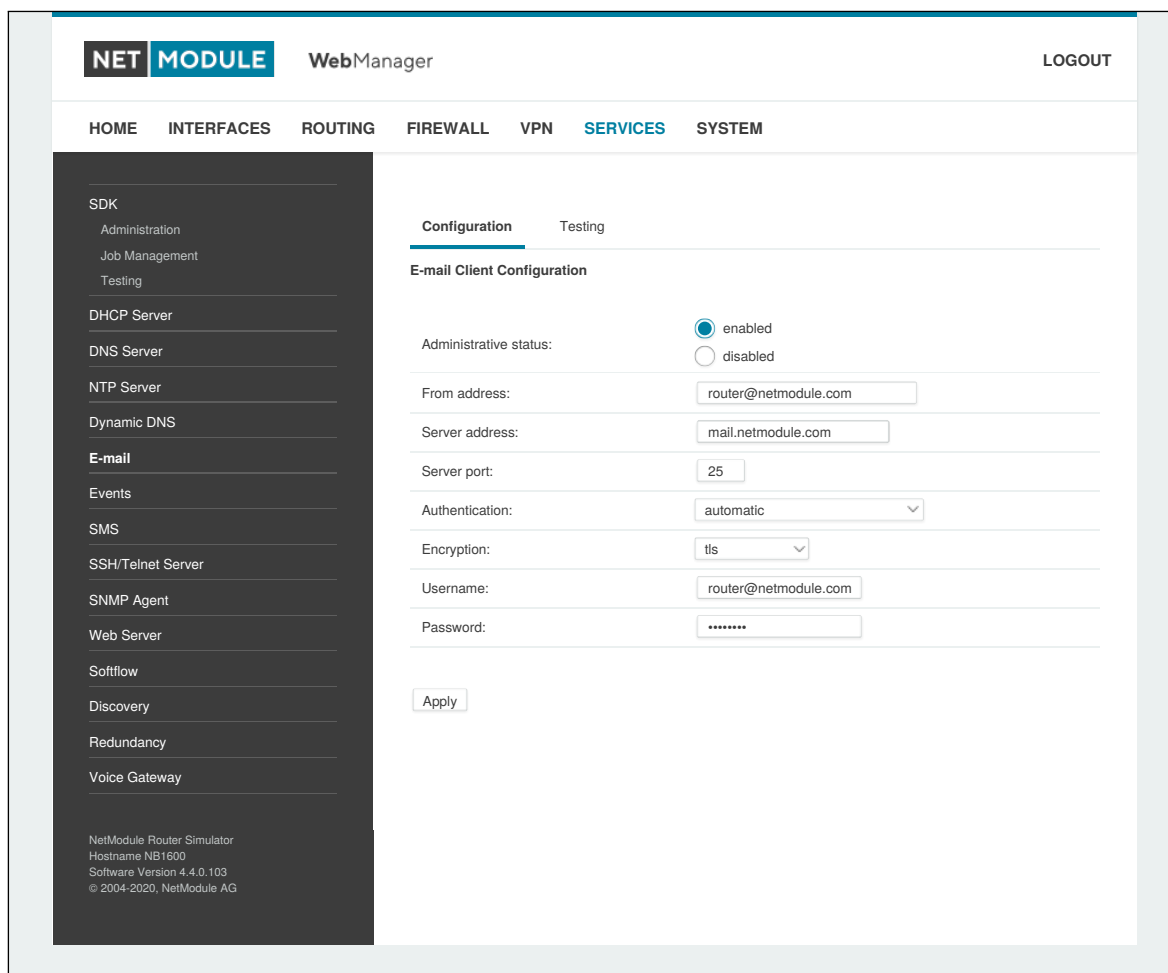 NET MODULE WebManager LOGOUT
HOME INTERFACES ROUTING FIREWALL VPN SERVICES SYSTEM
SDK
Administration
Job Management
Testing
DHCP Server
DNS Server
NTP Server
Dynamic DNS
E-mail
Events
SMS
SSH/Telnet Server
SNMP Agent
Web Server
Softflow
Discovery
Redundancy
Voice Gateway
NetModule Router Simulator
Hostname NB1600
Software Version 4.4.0.103
© 2004-2020, NetModule AG
Configuration Testing
E-mail Client Configuration
Administrative status:
enabled
disabled
From address: router@netmodule.com
Server address: mail.netmodule.com
Server port: 25
Authentication: automatic
Encryption: tls
Username: router@netmodule.com
Password: ••••••••
Apply